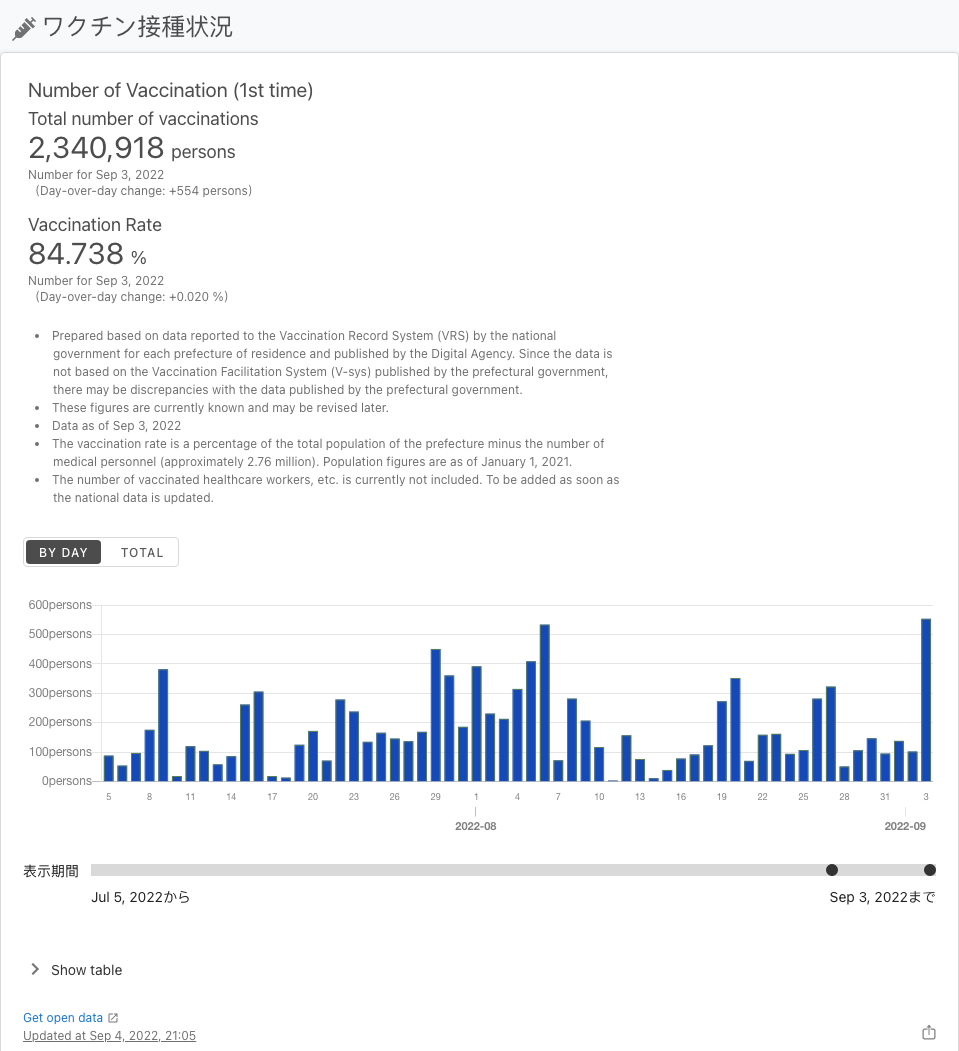 ワクチン接種状況
Number of Vaccination (1st time)
Total number of vaccinations
2,340,918 persons
Number for Sep 3, 2022
(Day-over-day change: +554 persons)
Vaccination Rate
84.738 %
Number for Sep 3, 2022
(Day-over-day change: +0.020 %)
• Prepared based on data reported to the Vaccination Record System (VRS) by the national
government for each prefecture of residence and published by the Digital Agency. Since the data is
not based on the Vaccination Facilitation System (V-sys) published by the prefectural government,
there may be discrepancies with the data published by the prefectural government.
• These figures are currently known and may be revised later.
• Data as of Sep 3, 2022
• The vaccination rate is a percentage of the total population of the prefecture minus the number of
medical personnel (approximately 2.76 million). Population figures are as of January 1, 2021.
• The number of vaccinated healthcare workers, etc. is currently not included. To be added as soon as
the national data is updated.
BY DAY TOTAL
600persons
500persons
400persons
300persons
200persons
100persons
0persons
5 8 11 14 17 20 23 26 29 1 4 7 10 13 16 19 22 25 28 31 3
2022-08 2022-09
表示期間
Jul 5, 2022から Sep 3, 2022まで
Show table
Get open data
Updated at Sep 4, 2022, 21:05